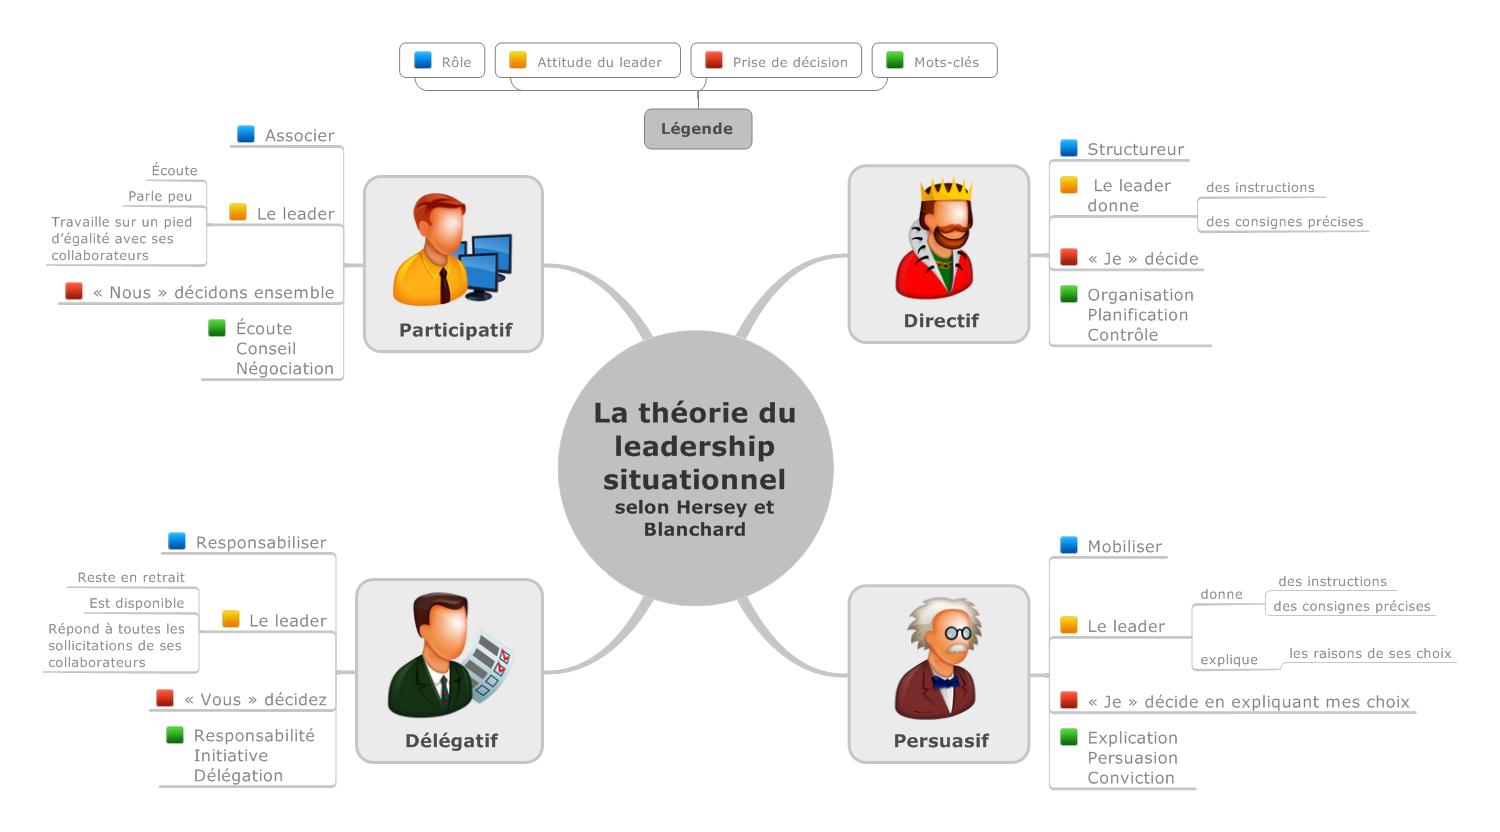 Rôle
Attitude du leader
Prise de décision
Mots-clés
Légende
La théorie du
leadership
situationnel
selon Hersey et
Blanchard
Directif
Structureur
Le leader
donne
des instructions
des consignes précises
« Je » décide
Organisation
Planification
Contrôle
Persuasif
Mobiliser
Le leader
donne
des instructions
des consignes précises
explique
les raisons de ses choix
« Je » décide en expliquant mes choix
Explication
Persuasion
Conviction
Participatif
Associer
Le leader
Écoute
Parle peu
Travaille sur un pied
d’égalité avec ses
collaborateurs
« Nous » décidons ensemble
Écoute
Conseil
Négociation
Délégatif
Responsabiliser
Le leader
Reste en retrait
Est disponible
Répond à toutes les
sollicitations de ses
collaborateurs
« Vous » décidez
Responsabilité
Initiative
Délégation